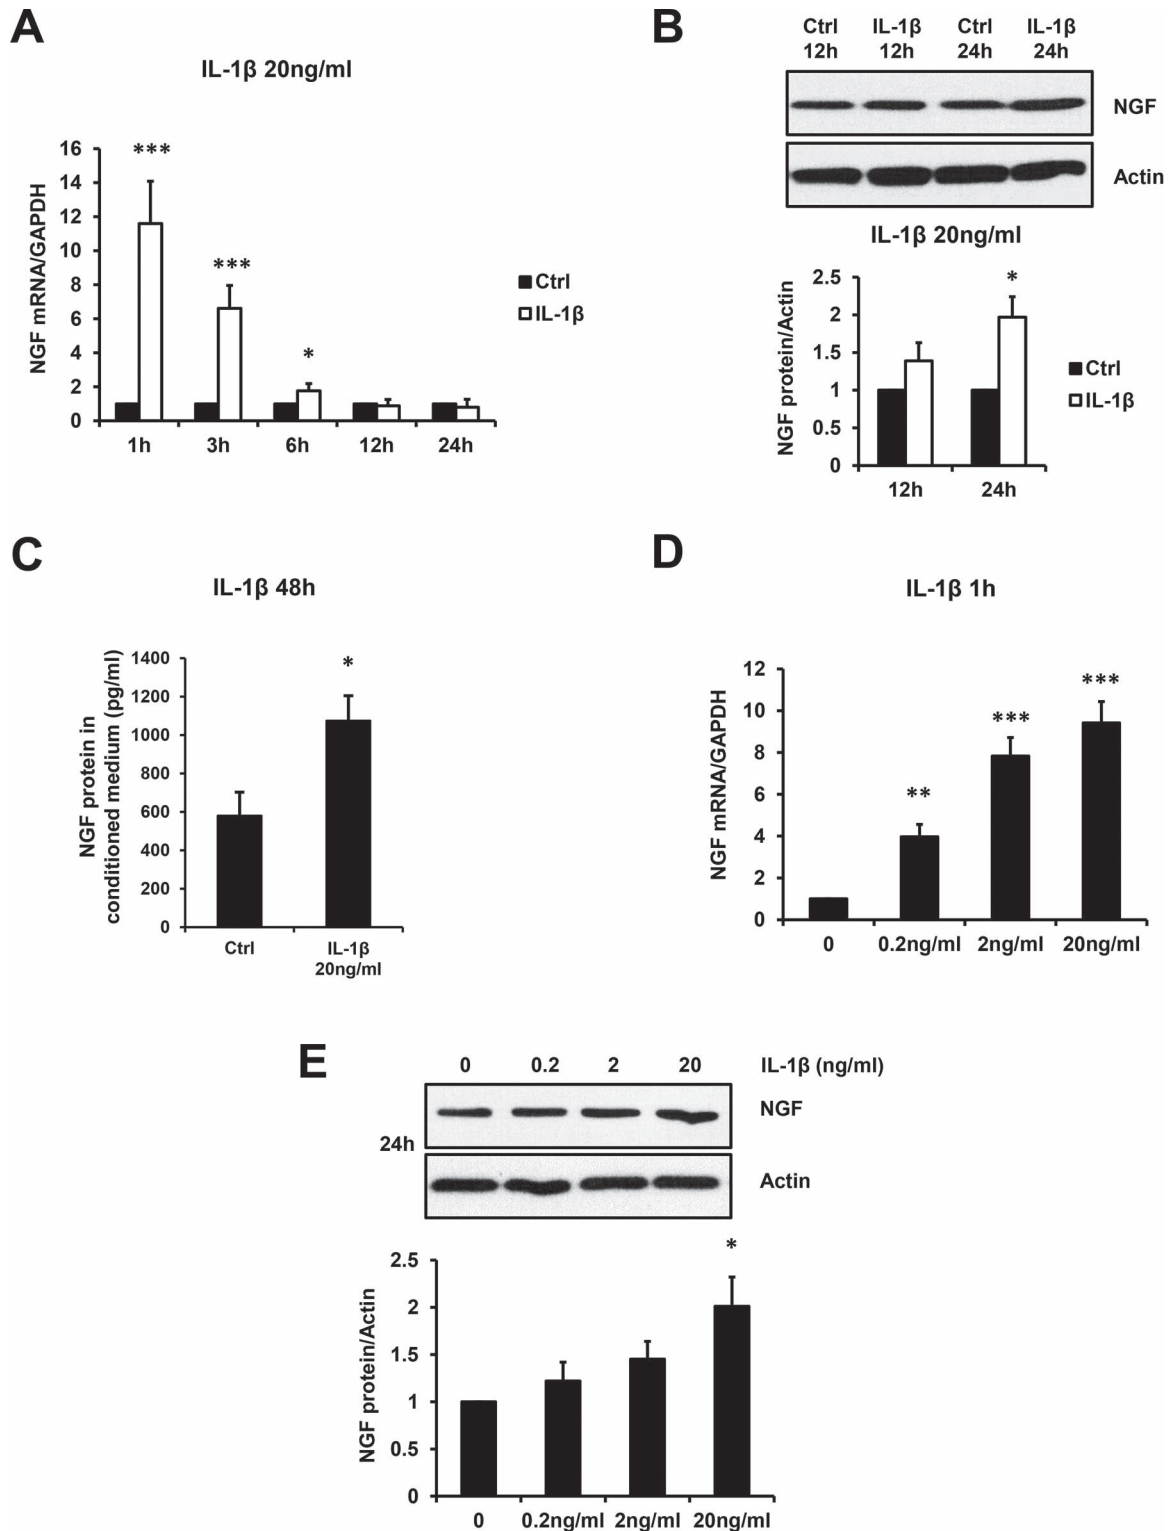 A
IL-1β 20ng/ml
NGF mRNA/GAPDH
16
14
12
10
8
6
4
2
0
***
***
*
1h 3h 6h 12h 24h
Ctrl
IL-1β
B
Ctrl IL-1β Ctrl IL-1β
12h 12h 24h 24h
NGF
Actin
IL-1β 20ng/ml
NGF protein/Actin
2.5
2
1.5
1
0.5
0
*
12h 24h
Ctrl
IL-1β
C
IL-1β 48h
NGF protein in
conditioned medium (pg/ml)
1400
1200
1000
800
600
400
200
0
*
Ctrl IL-1β
20ng/ml
D
IL-1β 1h
NGF mRNA/GAPDH
12
10
8
6
4
2
0
**
***
***
0 0.2ng/ml 2ng/ml 20ng/ml
E
0 0.2 2 20 IL-1β (ng/ml)
NGF
24h
Actin
NGF protein/Actin
2.5
2
1.5
1
0.5
0
*
0 0.2ng/ml 2ng/ml 20ng/ml